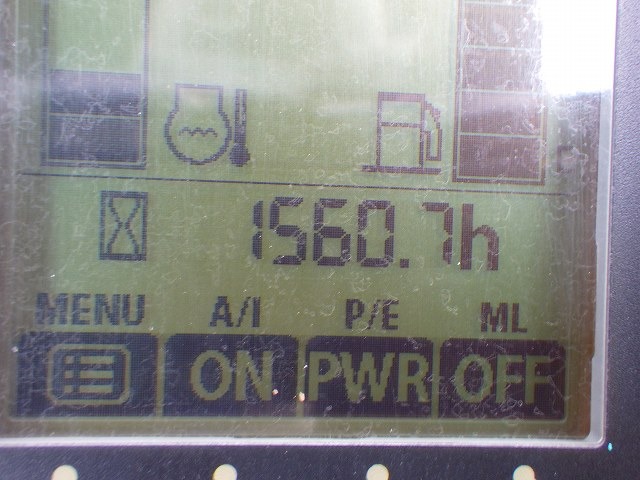 1560.7h
MENU A/I P/E ML
ON PWR OFF